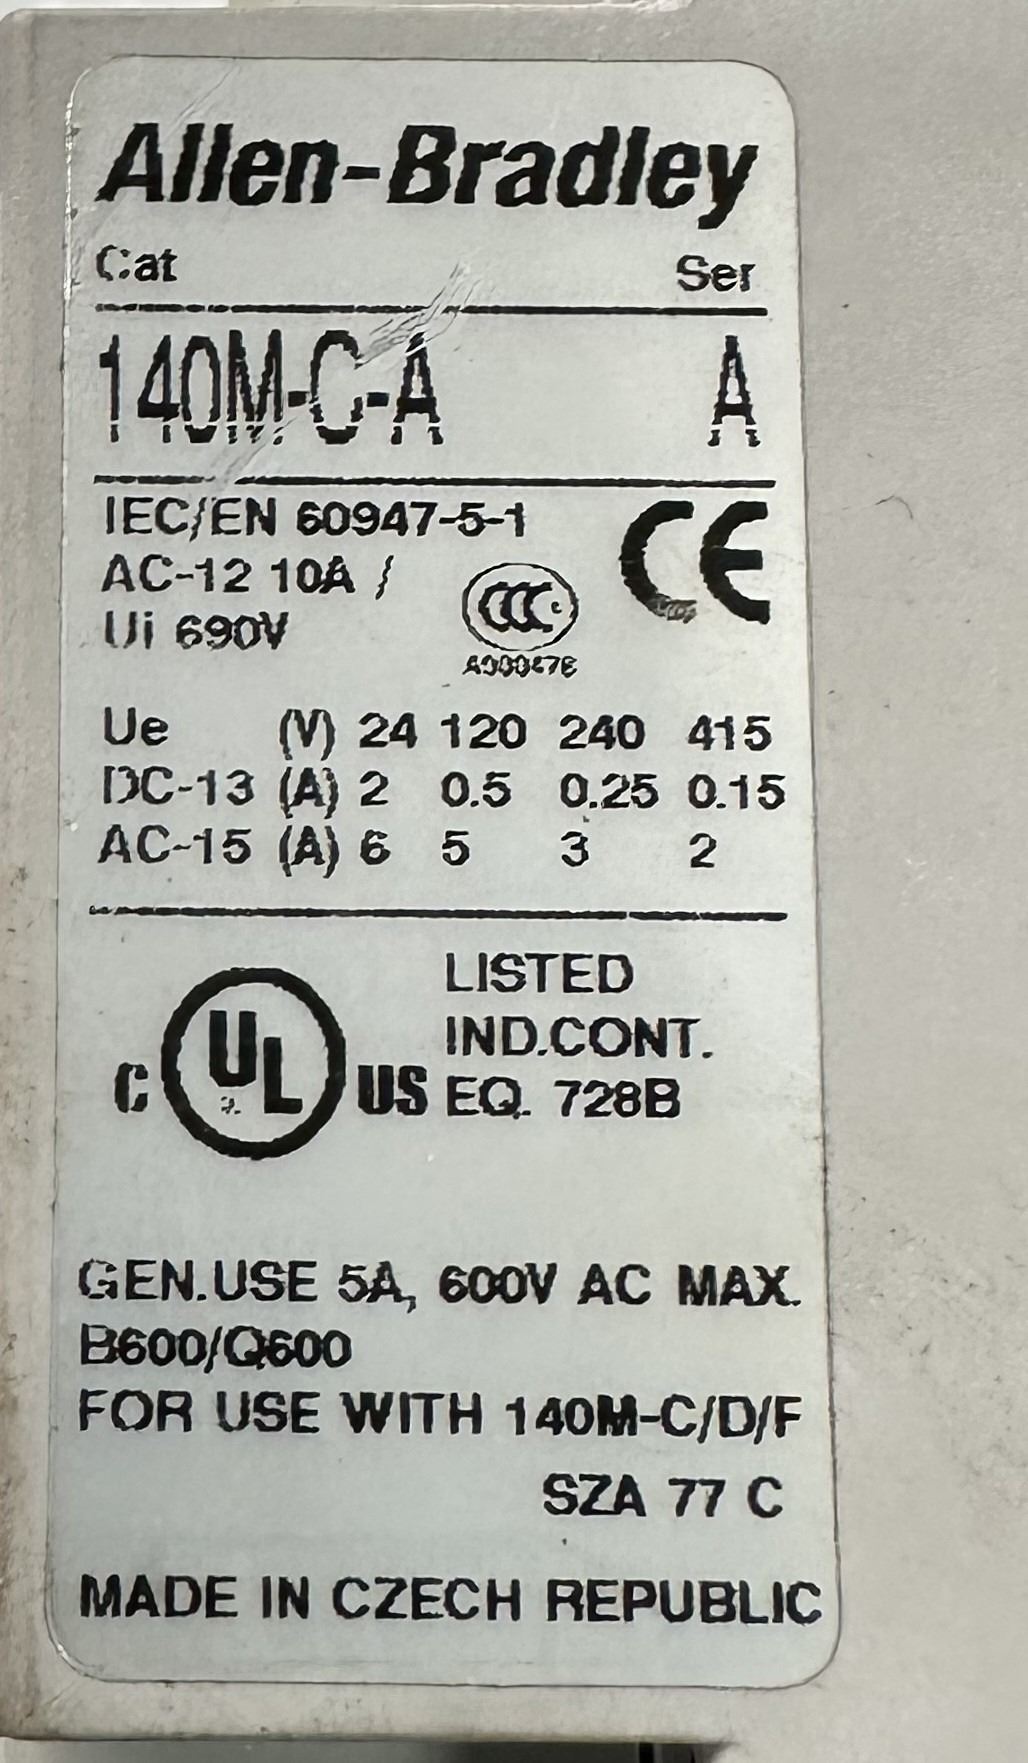 Allen-Bradley
Cat Ser
140M-C-A A
IEC/EN 60947-5-1
CE
AC-12 10A /
Ui 690V
CCC
Ue (V) 24 120 240 415
DC-13 (A) 2 0.5 0.25 0.15
AC-15 (A) 6 5 3 2
LISTED
IND.CONT.
C UL US EQ. 728B
GEN.USE 5A, 600V AC MAX.
B600/Q600
FOR USE WITH 140M-C/D/F
SZA 77 C
MADE IN CZECH REPUBLIC